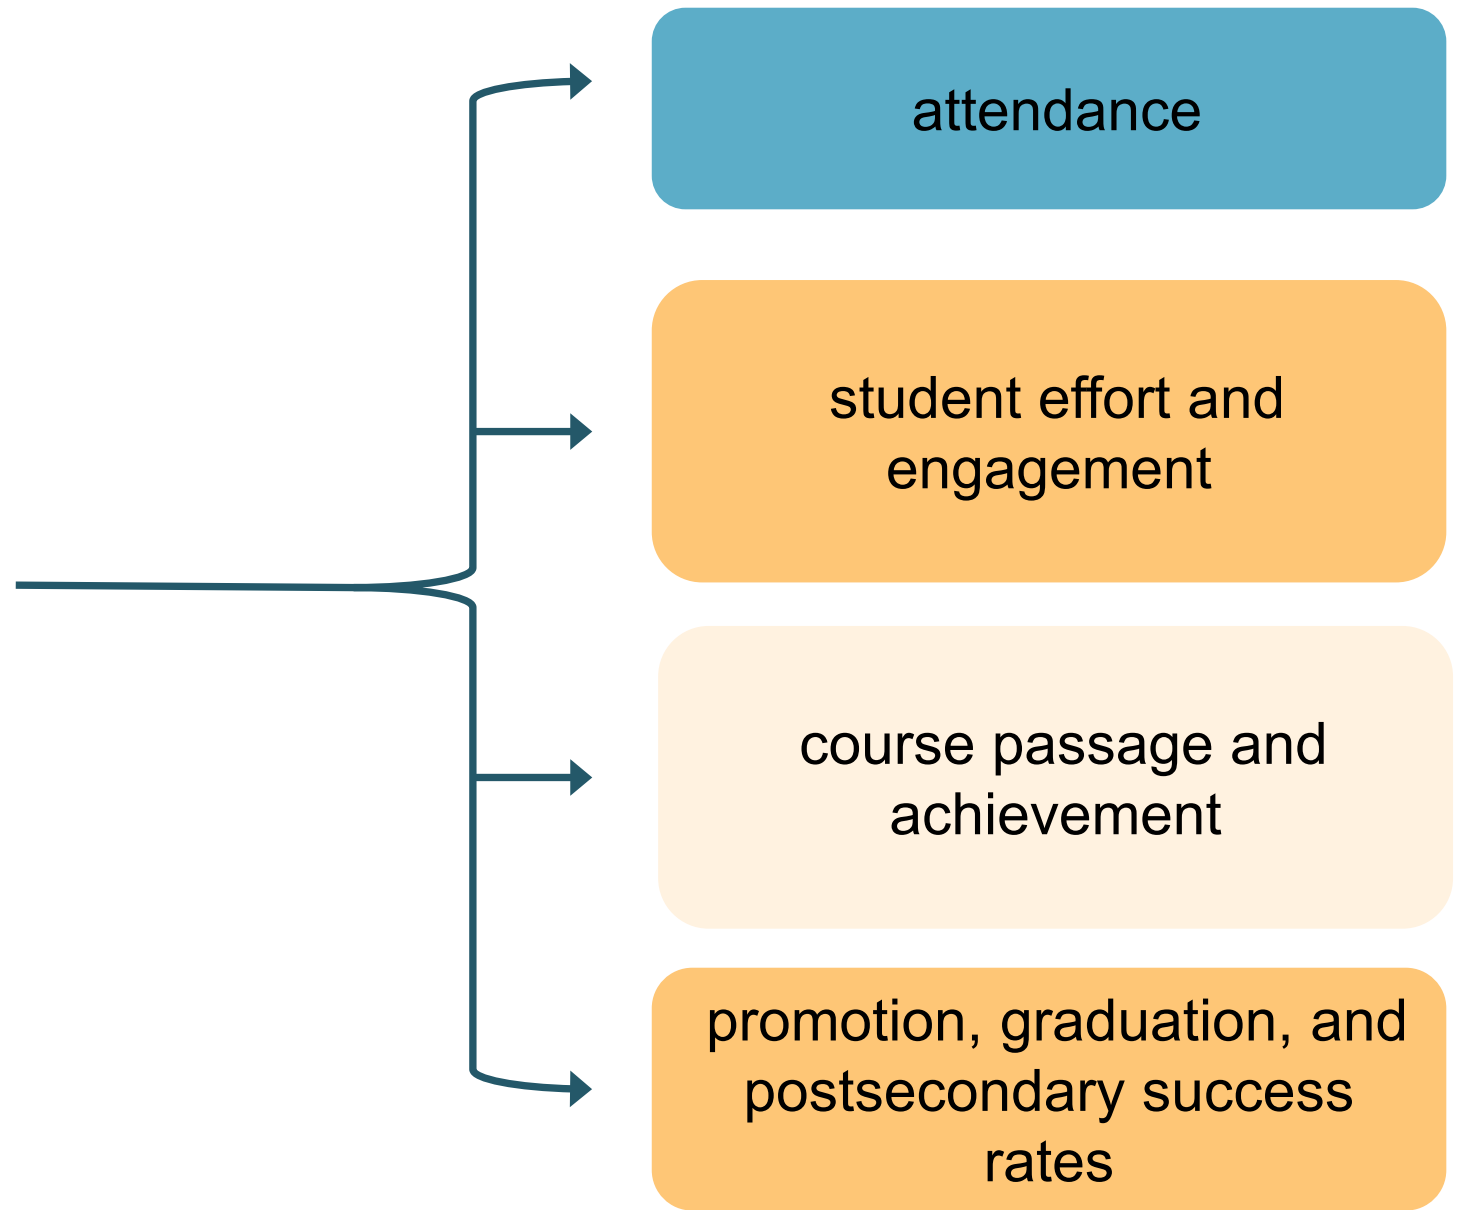 attendance
student effort and
engagement
course passage and
achievement
promotion, graduation, and
postsecondary success
rates